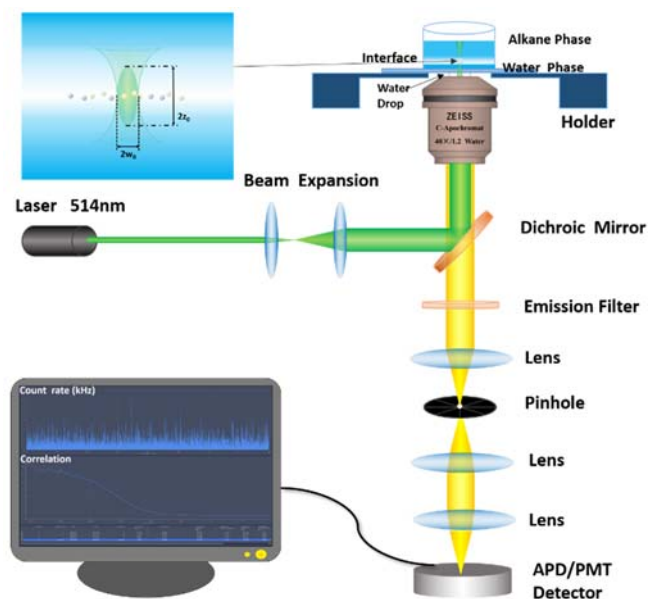 Alkane Phase
Interface
Water Phase
Water
Drop
Holder
2z0
2w0
ZEISS
C-Apochromat
40×/1.2 Water
Beam Expansion
Laser 514nm
Dichroic Mirror
Emission Filter
Lens
Pinhole
Lens
Lens
APD/PMT
Detector
Count rate (kHz)
Correlation